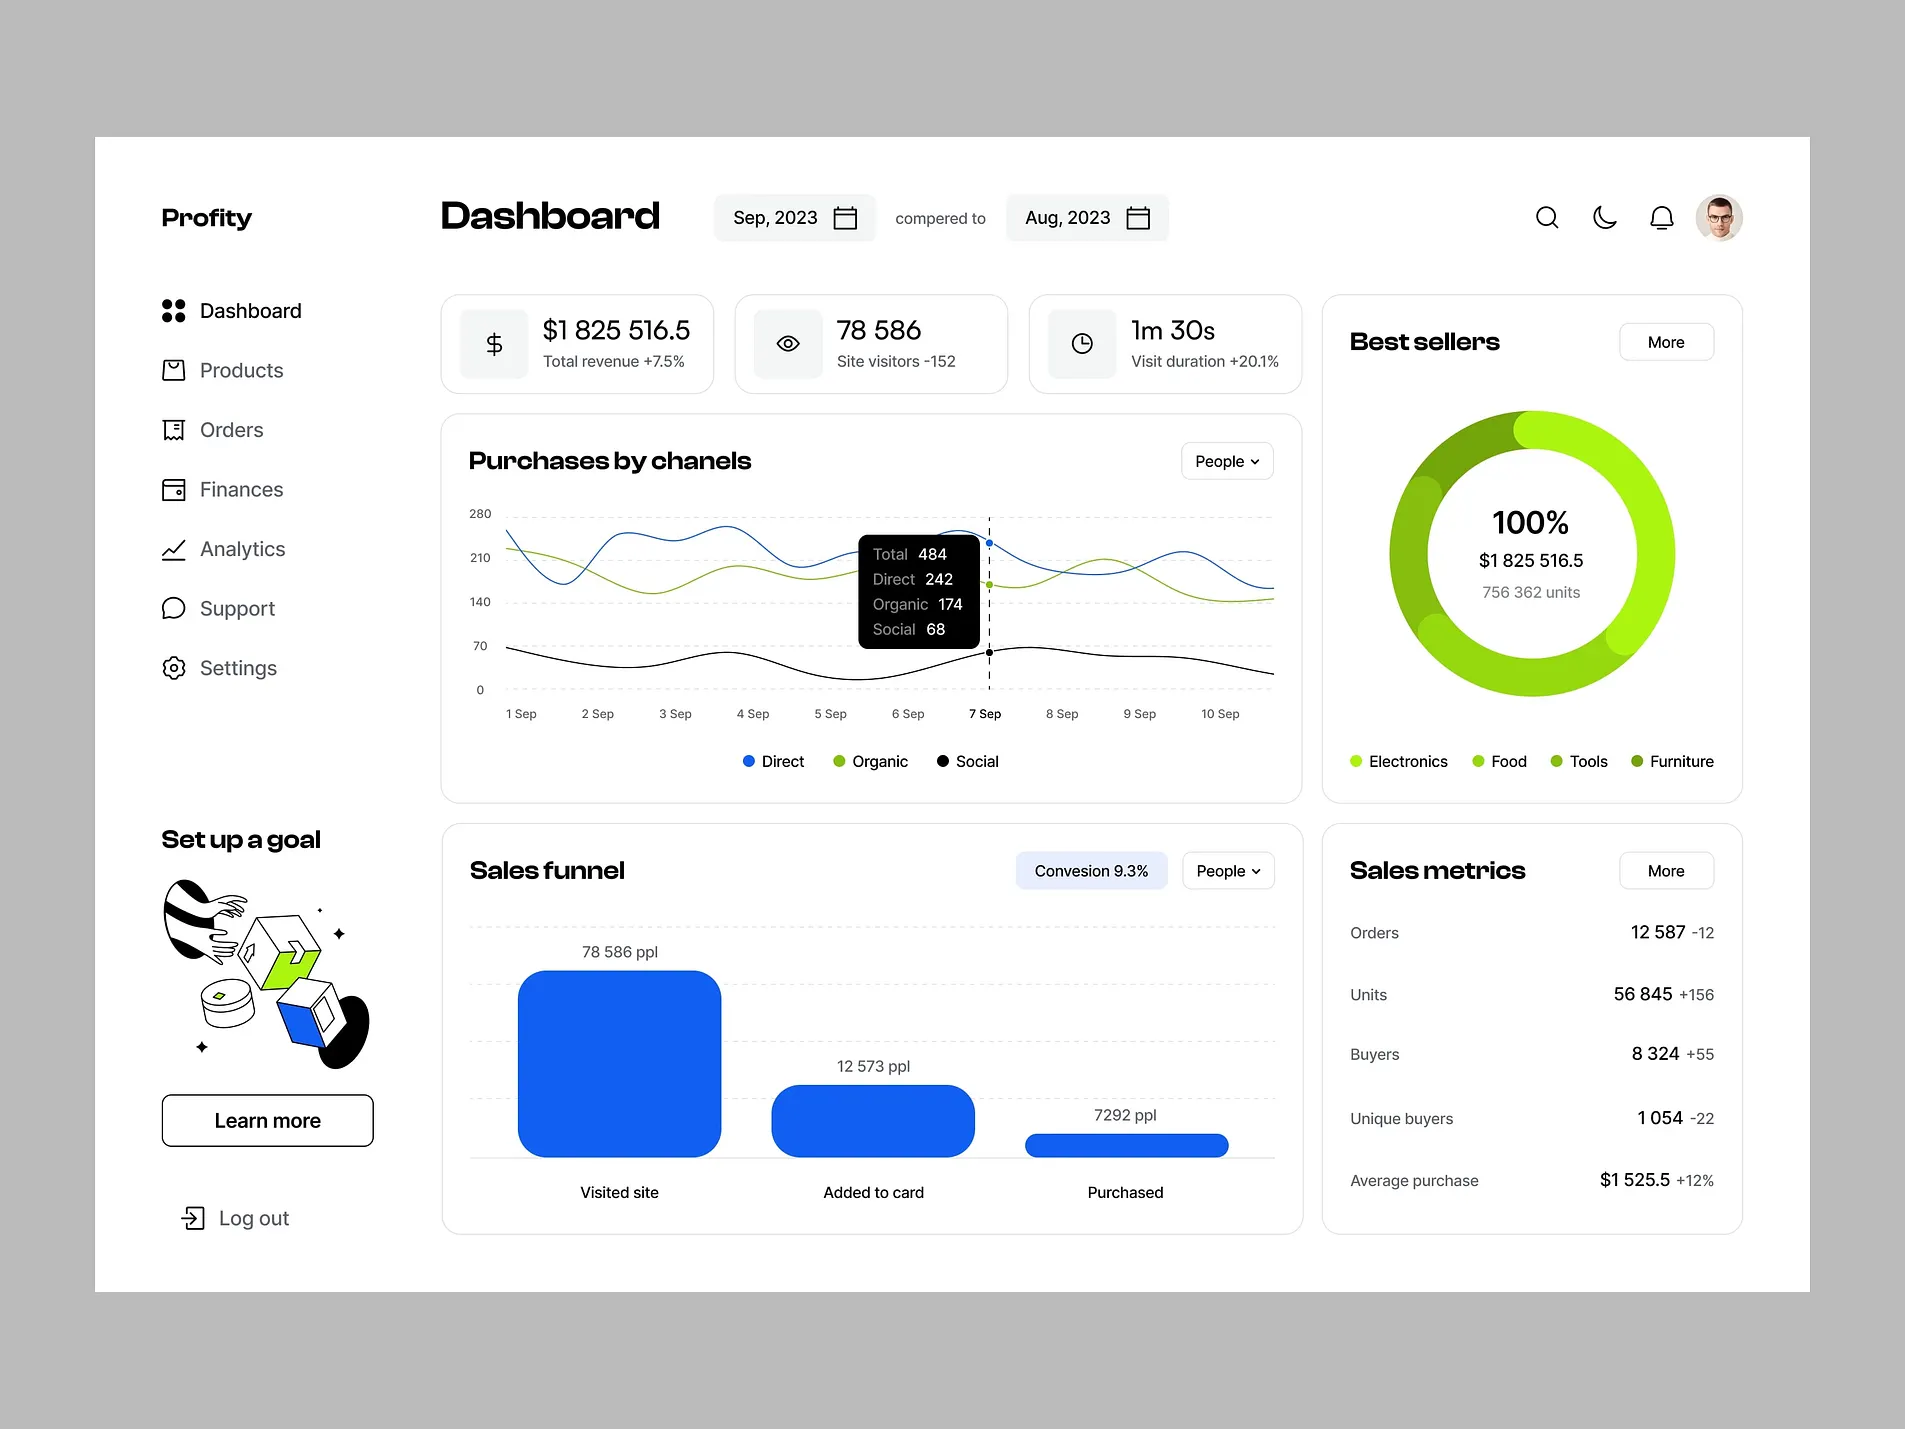 Profity
Dashboard
Sep, 2023
compered to
Aug, 2023
Dashboard
Products
Orders
Finances
Analytics
Support
Settings
Set up a goal
Learn more
Log out
$1 825 516.5
Total revenue +7.5%
78 586
Site visitors -152
1m 30s
Visit duration +20.1%
Purchases by chanels
People
280
210
140
70
0
Total 484
Direct 242
Organic 174
Social 68
1 Sep
2 Sep
3 Sep
4 Sep
5 Sep
6 Sep
7 Sep
8 Sep
9 Sep
10 Sep
Direct
Organic
Social
Best sellers
More
100%
$1 825 516.5
756 362 units
Electronics
Food
Tools
Furniture
Sales funnel
Convesion 9.3%
People
78 586 ppl
12 573 ppl
7292 ppl
Visited site
Added to card
Purchased
Sales metrics
More
Orders 12 587 -12
Units 56 845 +156
Buyers 8 324 +55
Unique buyers 1 054 -22
Average purchase $1 525.5 +12%